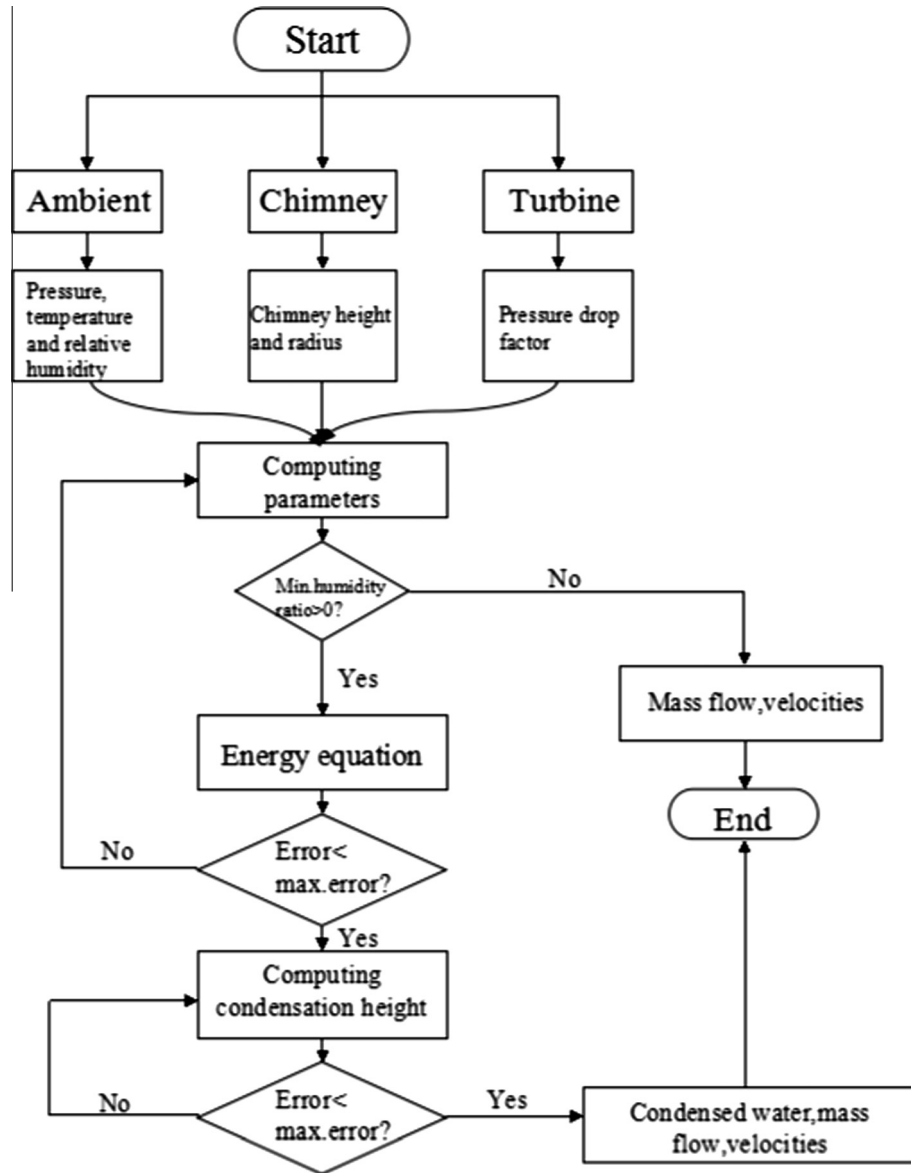 Start
Ambient
Chimney
Turbine
Pressure,
temperature
and relative
humidity
Chimney height
and radius
Pressure drop
factor
Computing
parameters
Min.humidity
ratio>0?
No
Yes
Mass flow,velocities
Energy equation
End
No
Error<
max.error?
Yes
Computing
condensation height
No
Error<
max.error?
Yes
Condensed water,mass
flow,velocities